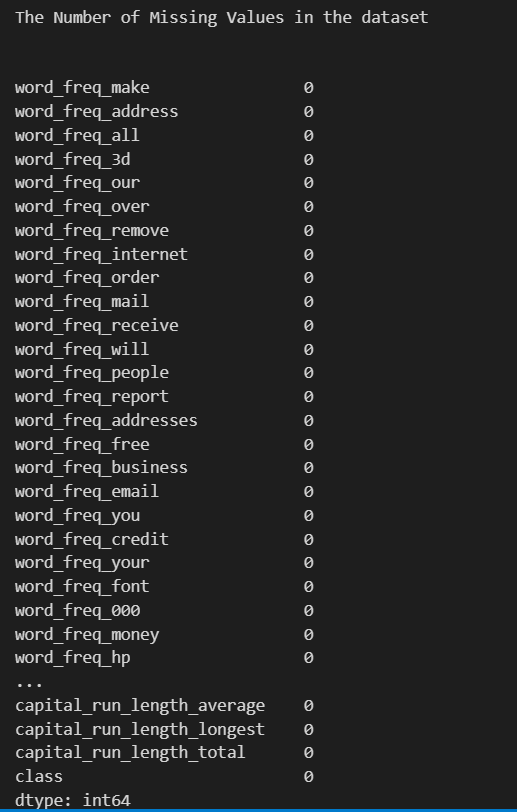 The Number of Missing Values in the dataset
word_freq_make 0
word_freq_address 0
word_freq_all 0
word_freq_3d 0
word_freq_our 0
word_freq_over 0
word_freq_remove 0
word_freq_internet 0
word_freq_order 0
word_freq_mail 0
word_freq_receive 0
word_freq_will 0
word_freq_people 0
word_freq_report 0
word_freq_addresses 0
word_freq_free 0
word_freq_business 0
word_freq_email 0
word_freq_you 0
word_freq_credit 0
word_freq_your 0
word_freq_font 0
word_freq_000 0
word_freq_money 0
word_freq_hp 0
...
capital_run_length_average 0
capital_run_length_longest 0
capital_run_length_total 0
class 0
dtype: int64